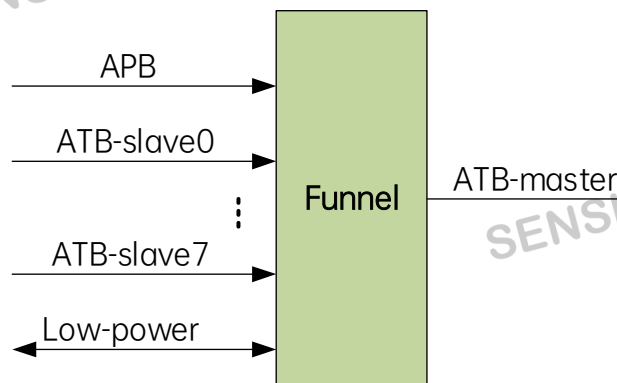 APB
ATB-slave0
Funnel
ATB-master
ATB-slave7
Low-power